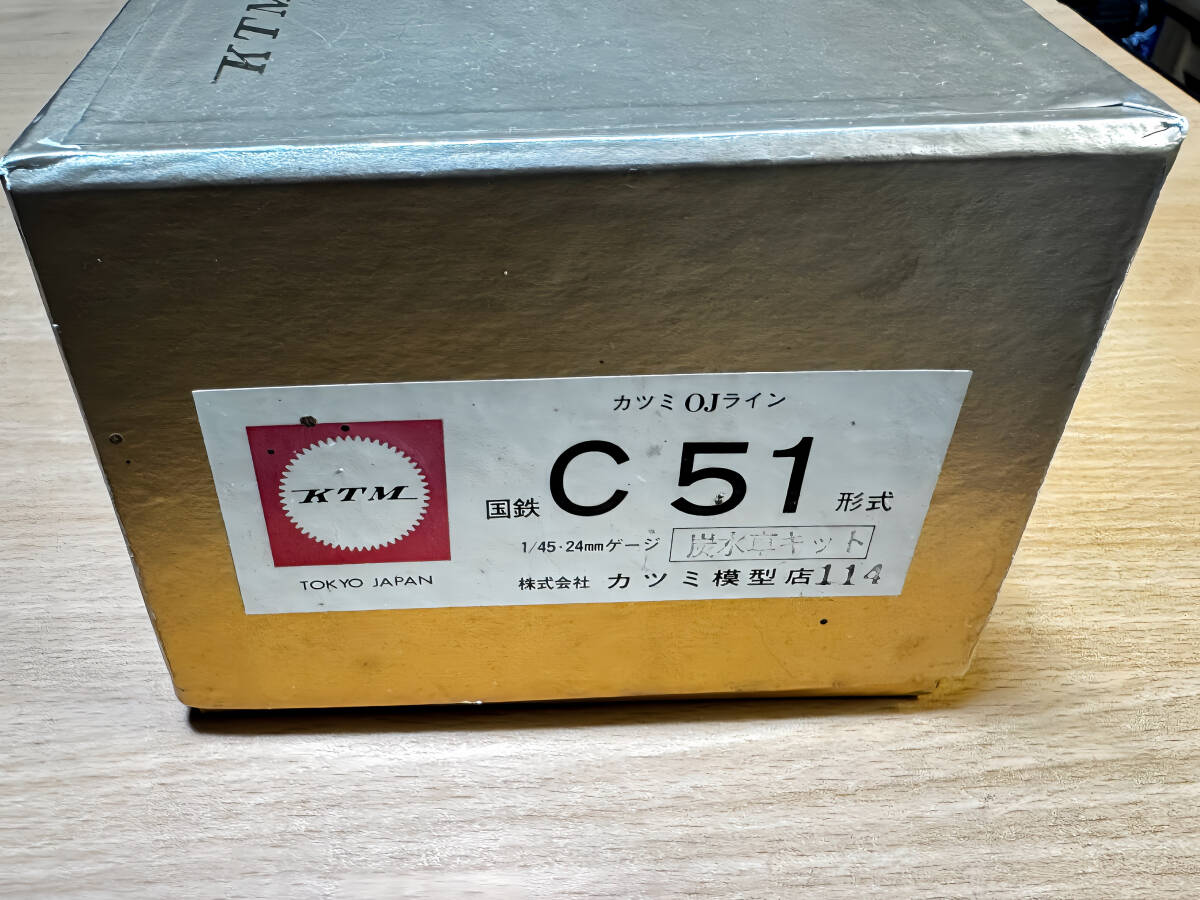 KTM
カツミ OJライン
KTM
国鉄 C 51 形式
1/45・24mmゲージ 炭水車キット
TOKYO JAPAN
株式会社 カツミ模型店 114